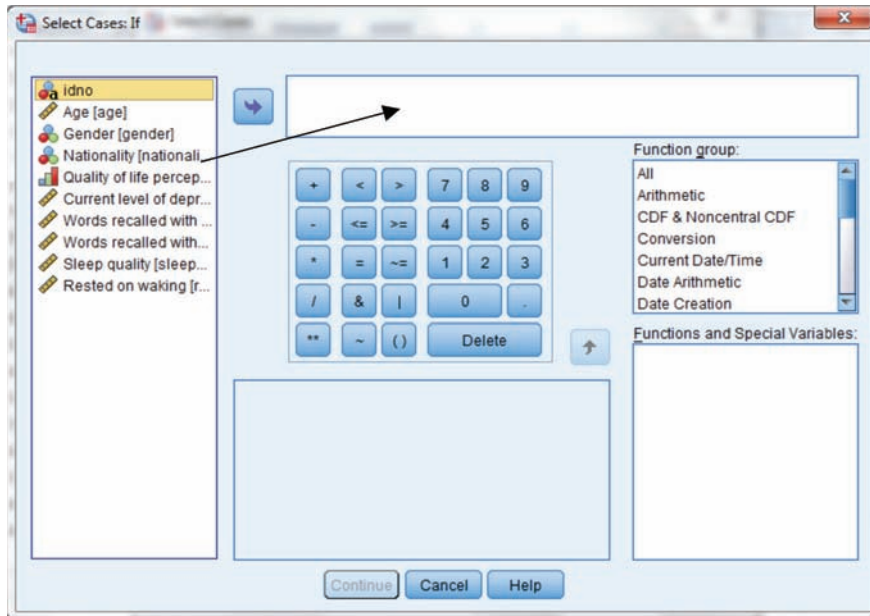 Select Cases: If
idno
Age [age]
Gender [gender]
Nationality [nationali...
Quality of life percep...
Current level of depr...
Words recalled with ...
Words recalled with...
Sleep quality [sleep...
Rested on waking [r...
+ < > 7 8 9
- <= >= 4 5 6
* = ~= 1 2 3
/ & | 0 .
** ~ ( ) Delete
Function group:
All
Arithmetic
CDF & Noncentral CDF
Conversion
Current Date/Time
Date Arithmetic
Date Creation
Functions and Special Variables:
Continue Cancel Help